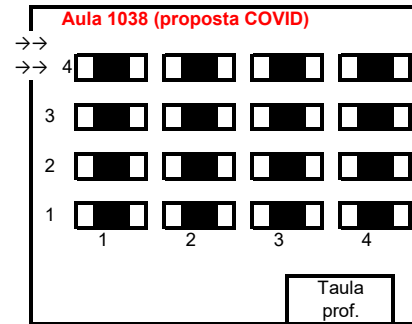 Aula 1038 (proposta COVID)
→→
→→ 4
3
2
1
1 2 3 4
Taula
prof.